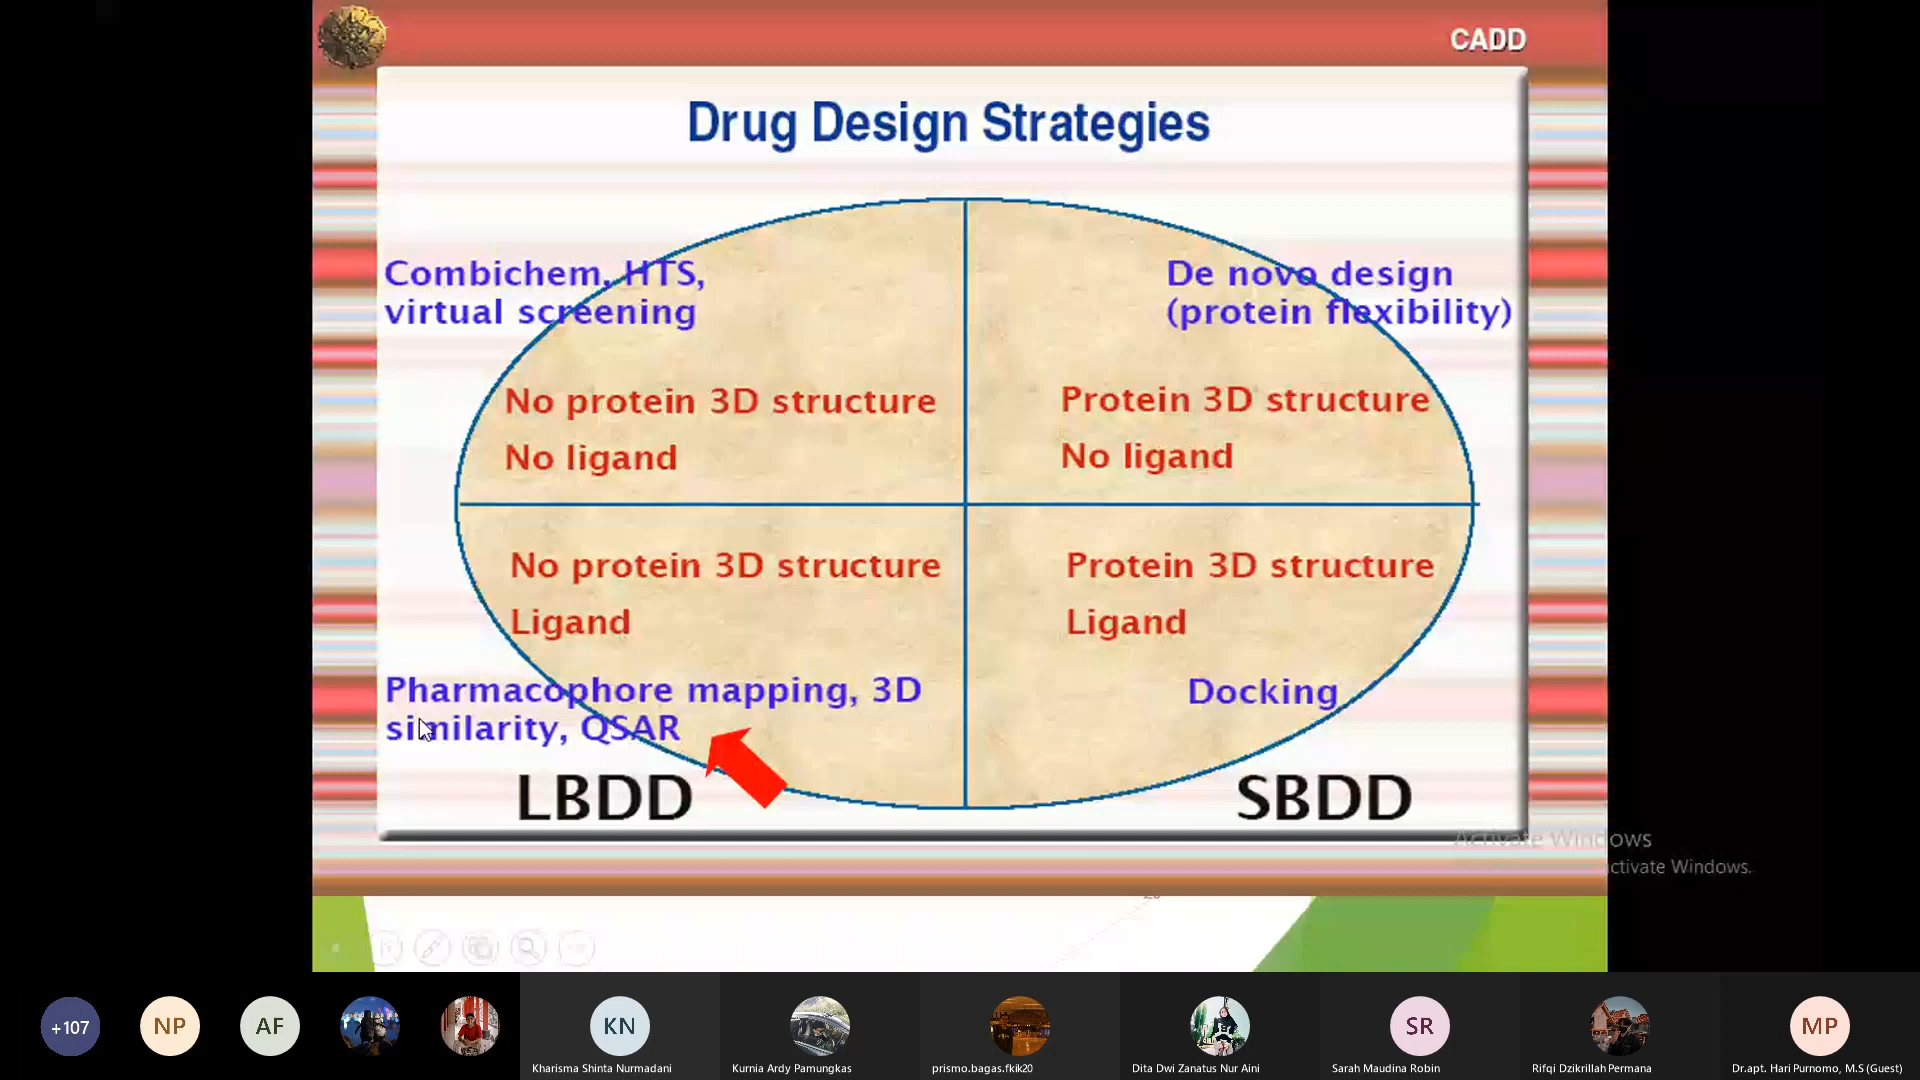 CADD
Drug Design Strategies
Combichem, HTS,
virtual screening
De novo design
(protein flexibility)
No protein 3D structure
No ligand
Protein 3D structure
No ligand
No protein 3D structure
Ligand
Protein 3D structure
Ligand
Pharmacophore mapping, 3D
similarity, QSAR
Docking
LBDD
SBDD
Activate Windows
ctivate Windows.
+107
NP
AF
KN
SR
MP
Kharisma Shinta Nurmadani
Kurnia Ardy Pamungkas
prismo.bagas.fkik20
Dita Dwi Zanatus Nur Aini
Sarah Maudina Robin
Rifqi Dzikrillah Permana
Dr.apt. Hari Purnomo, M.S (Guest)